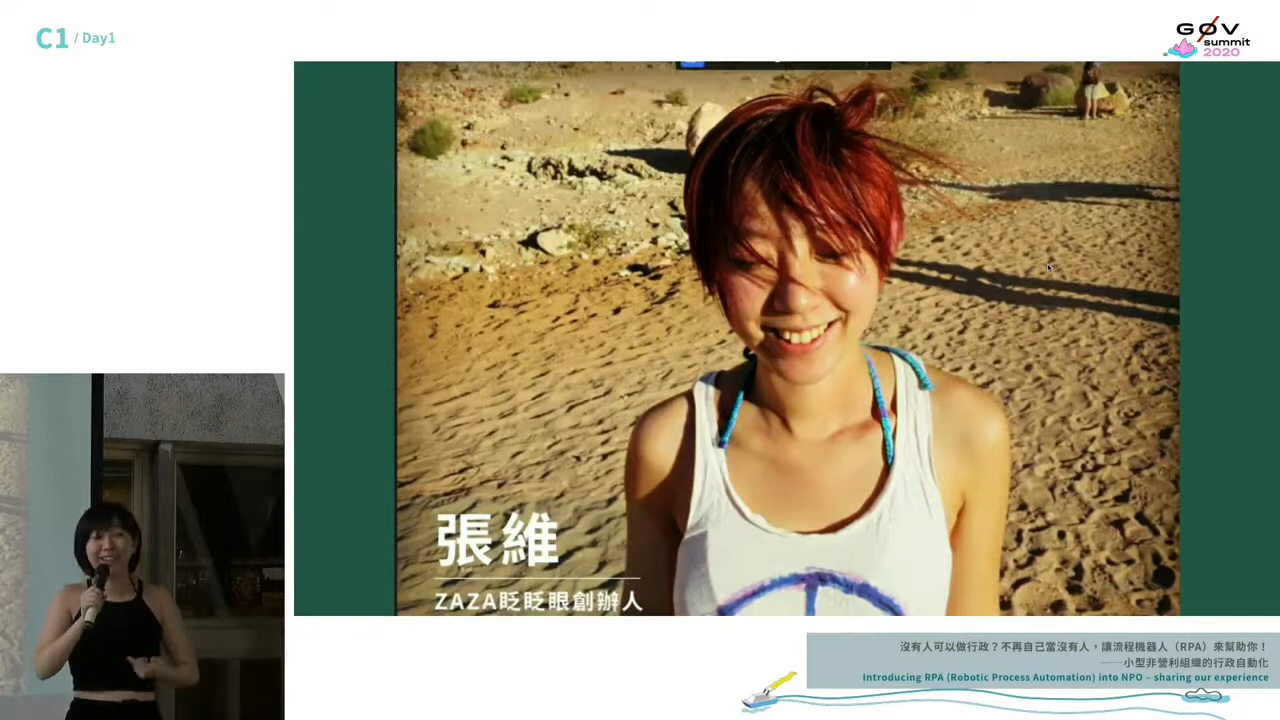 C1 / Day1
GØV
summit
2020
張維
ZAZA眨眨眼創辦人
沒有人可以做行政？不再自己當沒有人，讓流程機器人（RPA）來幫助你！
──小型非營利組織的行政自動化
Introducing RPA (Robotic Process Automation) into NPO – sharing our experience